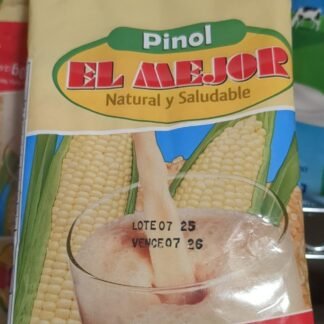 Pinol
EL MEJOR
Natural y Saludable
LOTE 07 25
VENCE 07 26